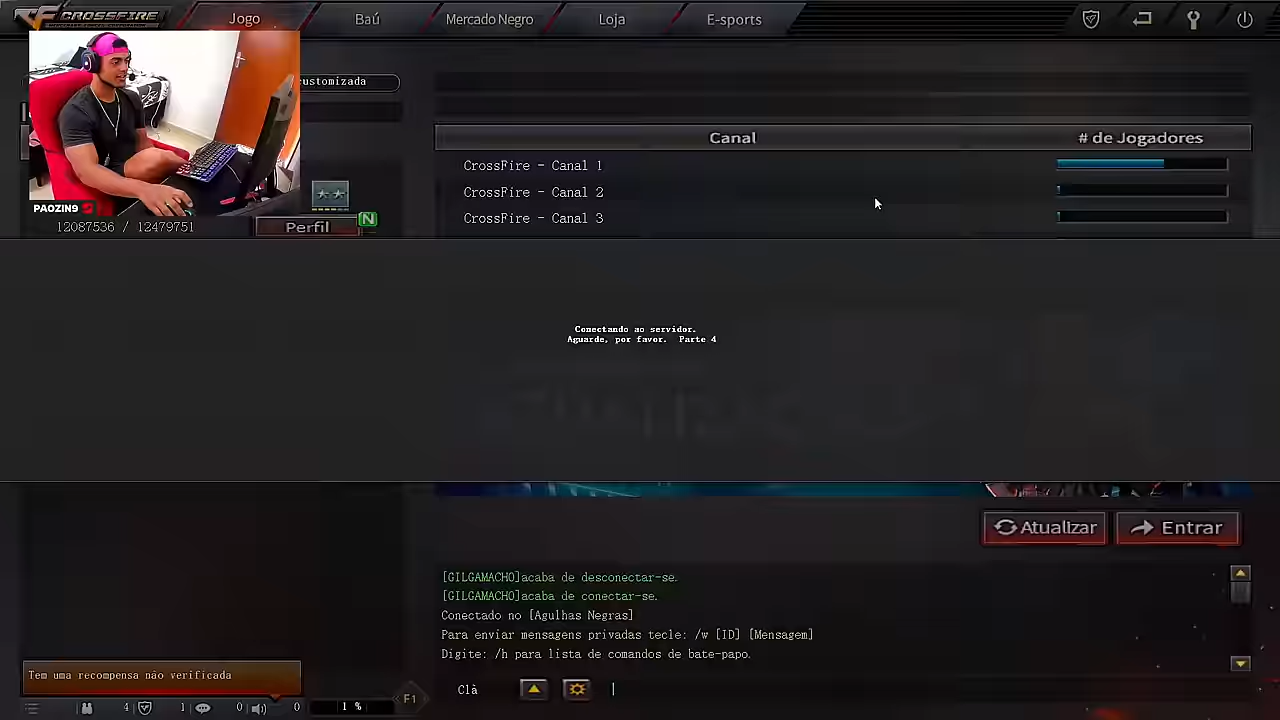 CROSSFIRE
Jogo
Baú
Mercado Negro
Loja
E-sports
customizada
PAOZIN9
12087536 / 12479751
Perfil
N
Canal
# de Jogadores
CrossFire - Canal 1
CrossFire - Canal 2
CrossFire - Canal 3
Conectando ao servidor.
Aguarde, por favor. Parte 4
Atualizar
Entrar
[GILGAMACHO]acaba de desconectar-se.
[GILGAMACHO]acaba de conectar-se.
Conectado no [Agulhas Negras]
Para enviar mensagens privadas tecle: /w [ID] [Mensagem]
Digite: /h para lista de comandos de bate-papo.
Clã
Tem uma recompensa não verificada
4
1
0
0
1 %
F1